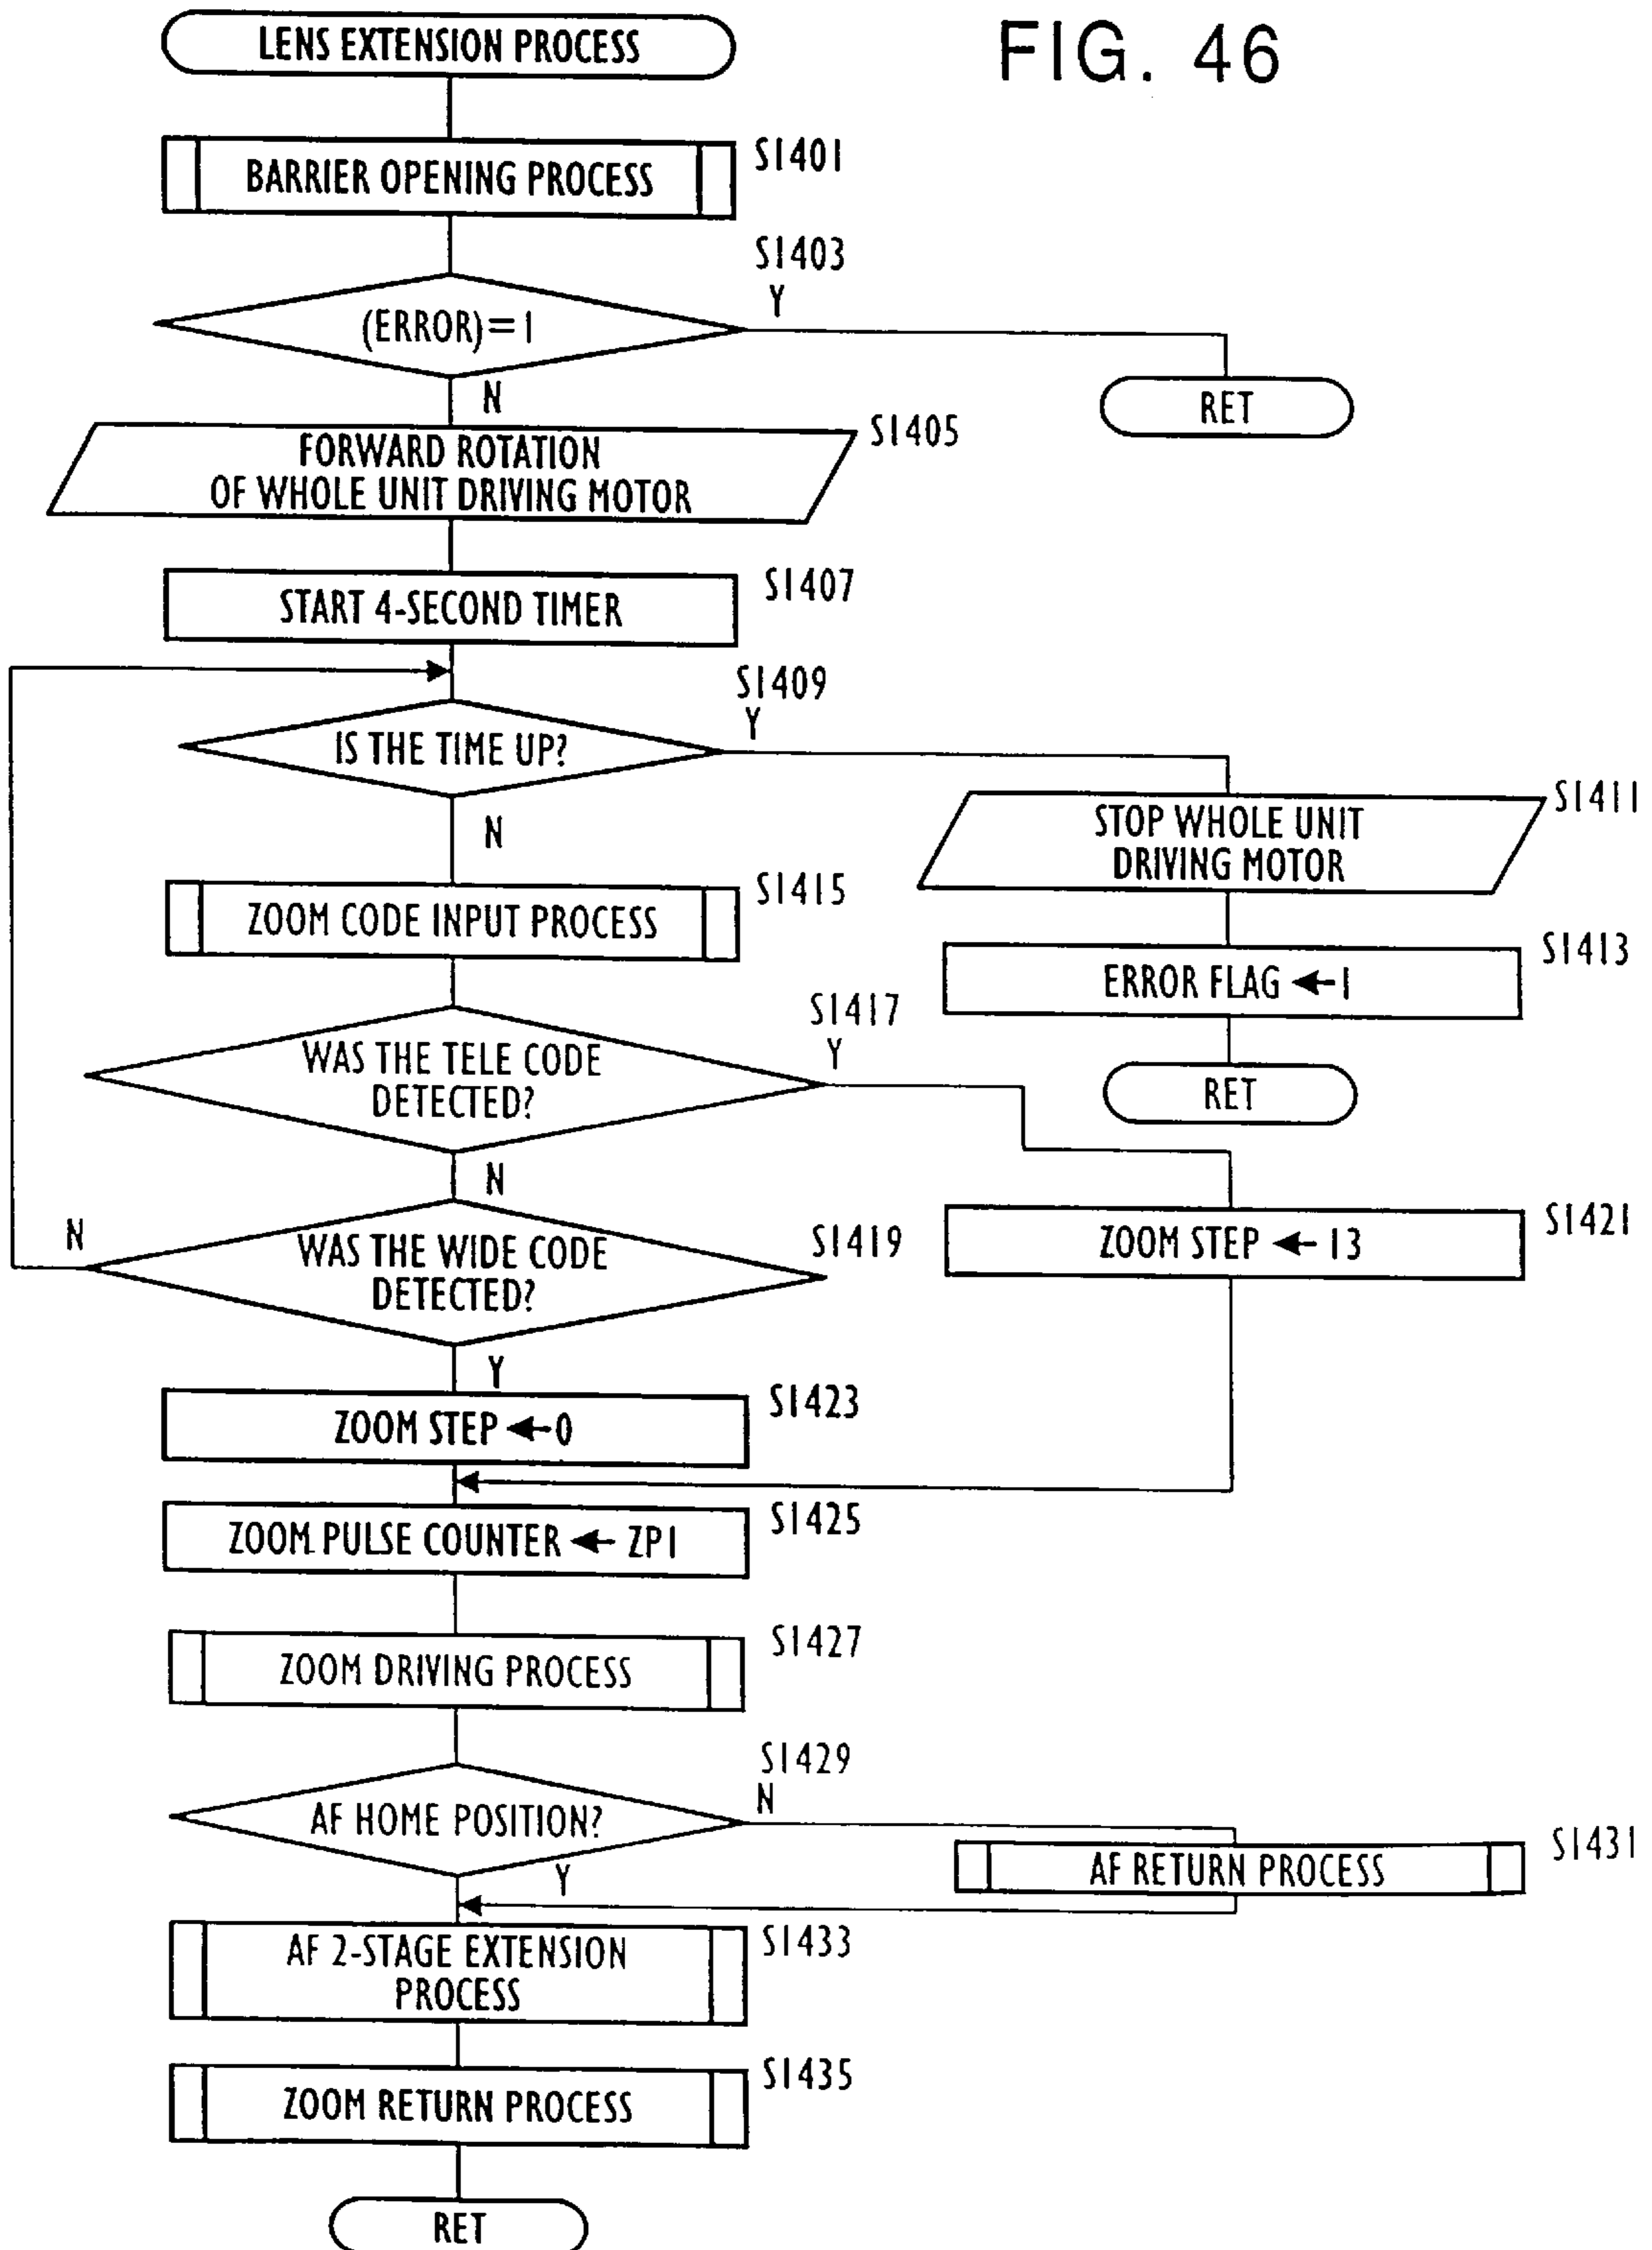 FIG. 46
LENS EXTENSION PROCESS
BARRIER OPENING PROCESS
S1401
S1403
Y
(ERROR)=1
N
RET
S1405
FORWARD ROTATION
OF WHOLE UNIT DRIVING MOTOR
START 4-SECOND TIMER
S1407
S1409
Y
IS THE TIME UP?
N
S1411
STOP WHOLE UNIT
DRIVING MOTOR
S1413
ERROR FLAG ←1
RET
ZOOM CODE INPUT PROCESS
S1415
S1417
Y
WAS THE TELE CODE
DETECTED?
N
N
WAS THE WIDE CODE
DETECTED?
S1419
ZOOM STEP ← 13
S1421
Y
ZOOM STEP ←0
S1423
ZOOM PULSE COUNTER ← ZP1
S1425
ZOOM DRIVING PROCESS
S1427
S1429
N
AF HOME POSITION?
Y
AF RETURN PROCESS
S1431
AF 2-STAGE EXTENSION
PROCESS
S1433
ZOOM RETURN PROCESS
S1435
RET